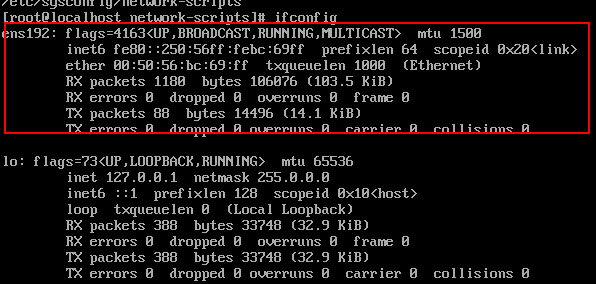 /etc/sysconfig/network-scripts
[root@localhost network-scripts]# ifconfig
ens192: flags=4163<UP,BROADCAST,RUNNING,MULTICAST>  mtu 1500
        inet6 fe80::250:56ff:febc:69ff  prefixlen 64  scopeid 0x20<link>
        ether 00:50:56:bc:69:ff  txqueuelen 1000  (Ethernet)
        RX packets 1180  bytes 106076 (103.5 KiB)
        RX errors 0  dropped 0  overruns 0  frame 0
        TX packets 88  bytes 14496 (14.1 KiB)
        TX errors 0  dropped 0 overruns 0  carrier 0  collisions 0
lo: flags=73<UP,LOOPBACK,RUNNING>  mtu 65536
        inet 127.0.0.1  netmask 255.0.0.0
        inet6 ::1  prefixlen 128  scopeid 0x10<host>
        loop  txqueuelen 0  (Local Loopback)
        RX packets 388  bytes 33748 (32.9 KiB)
        RX errors 0  dropped 0  overruns 0  frame 0
        TX packets 388  bytes 33748 (32.9 KiB)
        TX errors 0  dropped 0 overruns 0  carrier 0  collisions 0